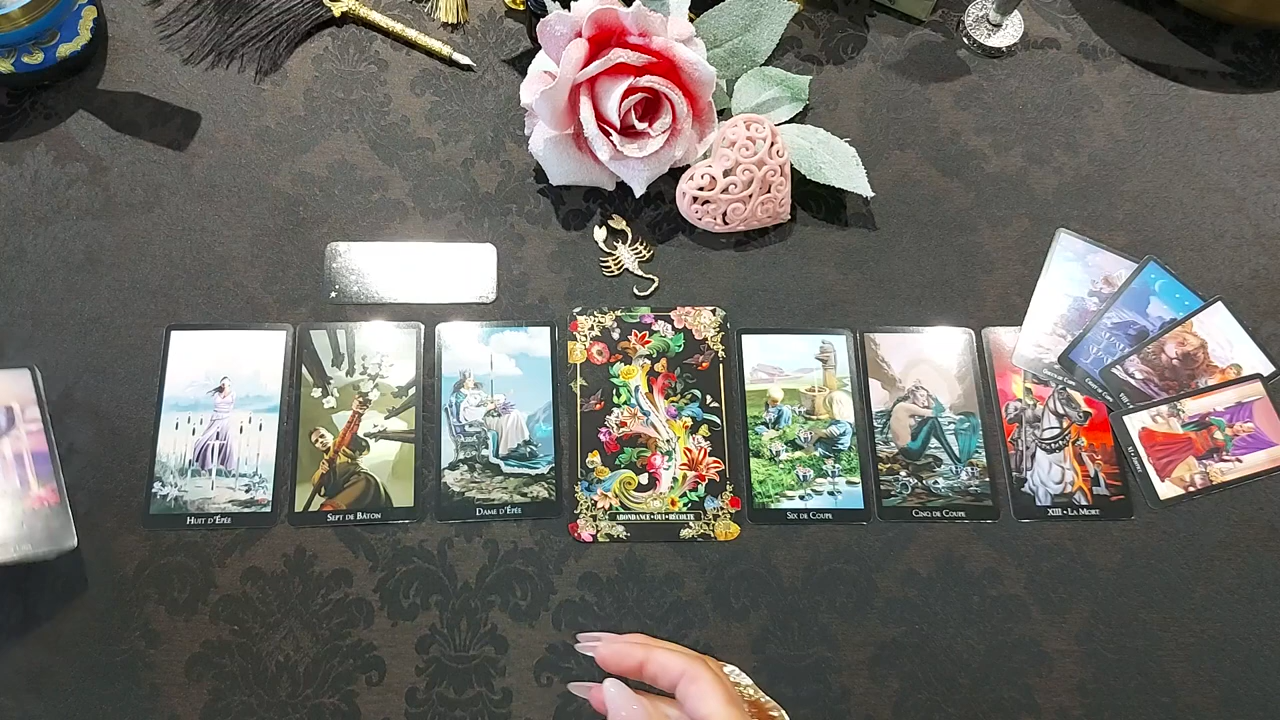 HUIT D'ÉPÉE
SEPT DE BÂTON
DAME D'ÉPÉE
ABONDANCE • OUI • RÉCOLTE
SIX DE COUPE
CINQ DE COUPE
XIII • LA MORT